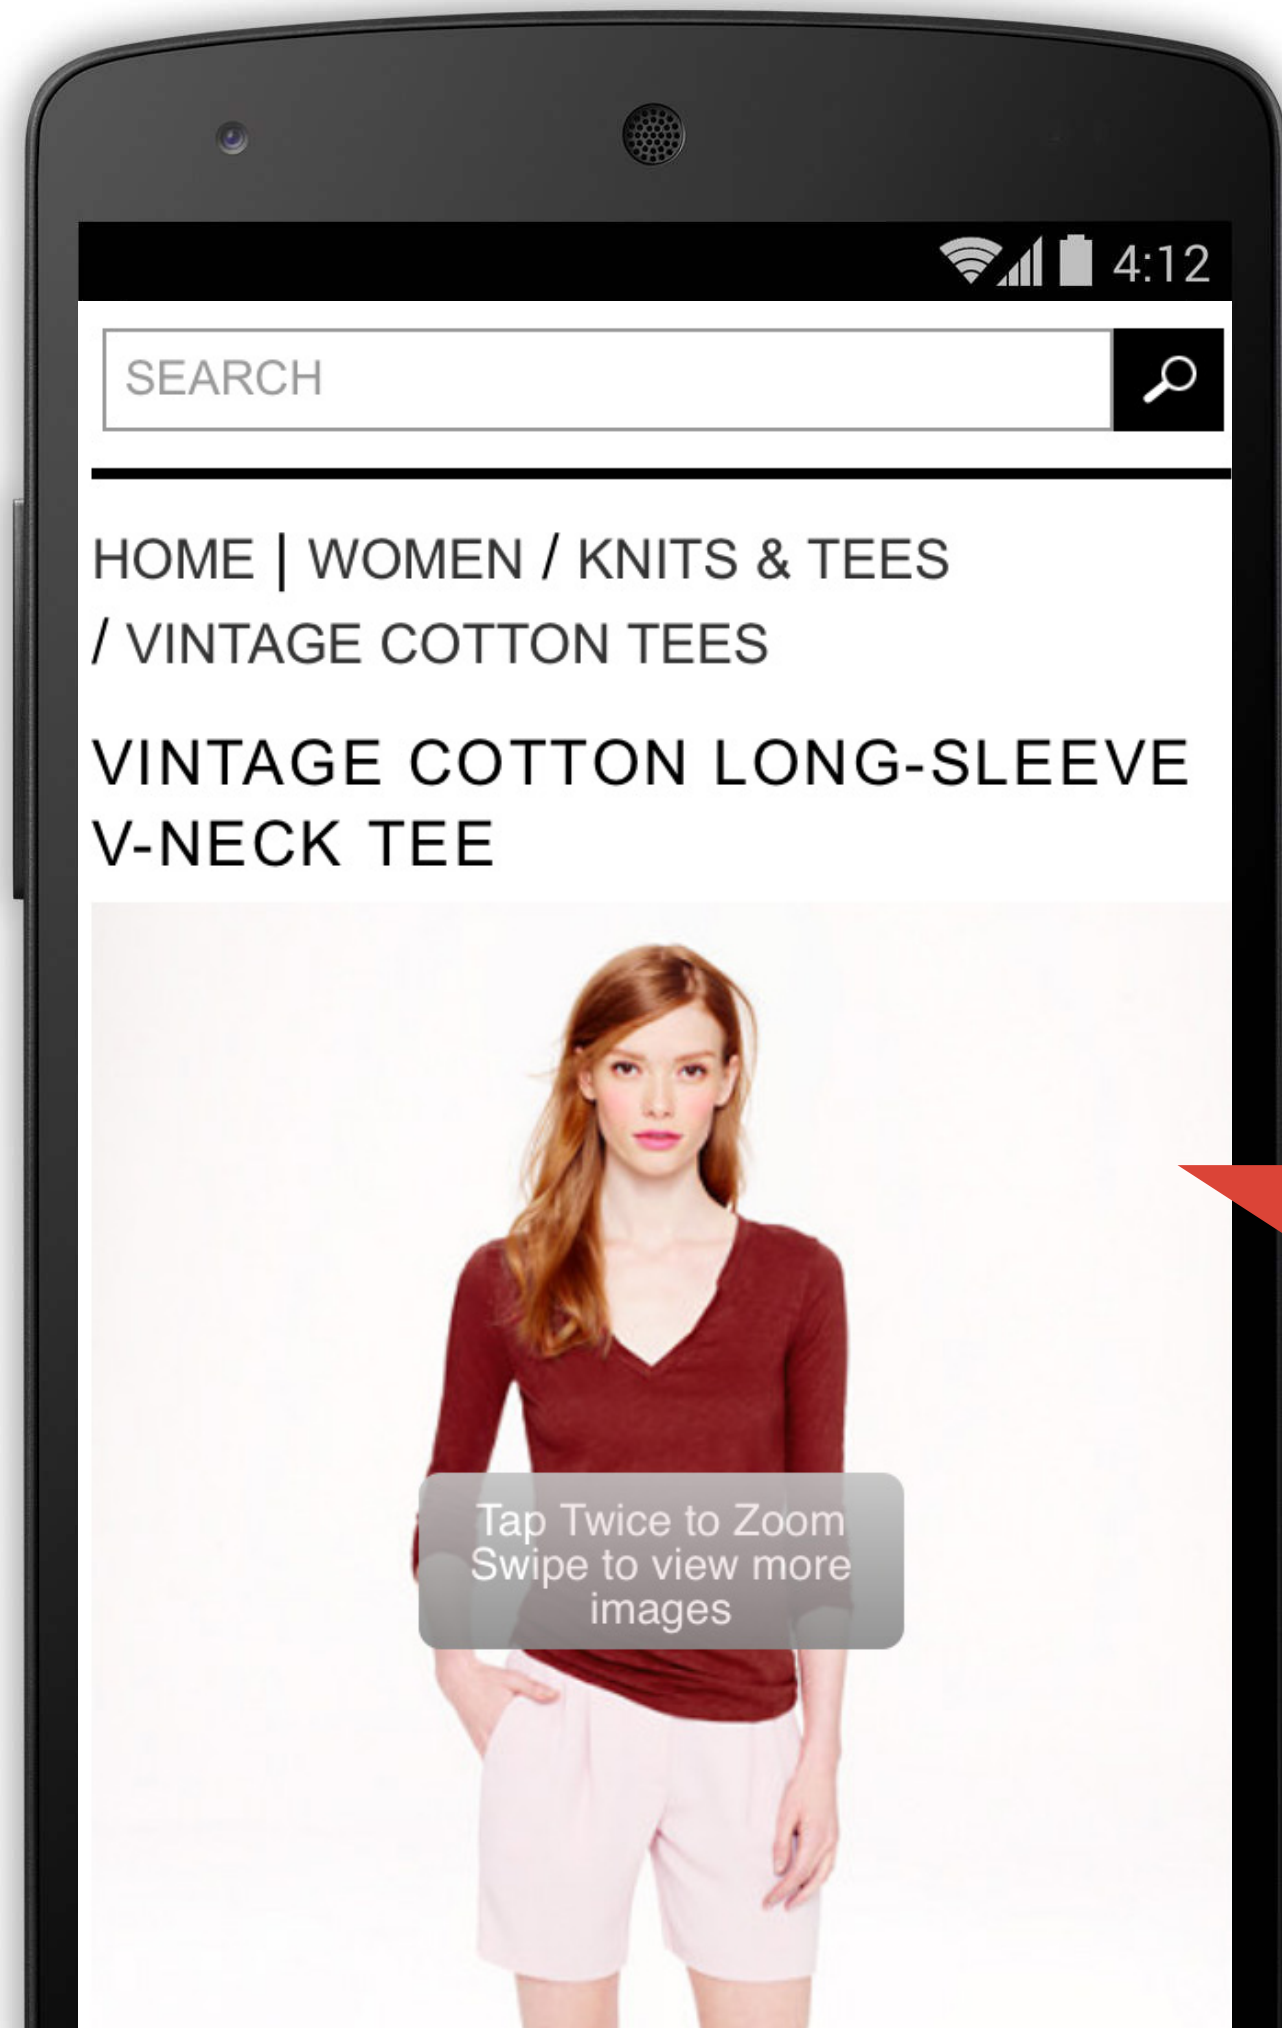 4:12
SEARCH
HOME | WOMEN / KNITS & TEES
/ VINTAGE COTTON TEES
VINTAGE COTTON LONG-SLEEVE
V-NECK TEE
Tap Twice to Zoom
Swipe to view more
images